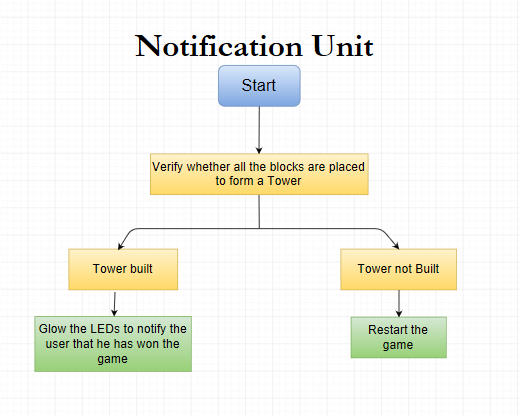 Notification Unit
Start
Verify whether all the blocks are placed
to form a Tower
Tower built
Tower not Built
Glow the LEDs to notify the
user that he has won the
game
Restart the
game